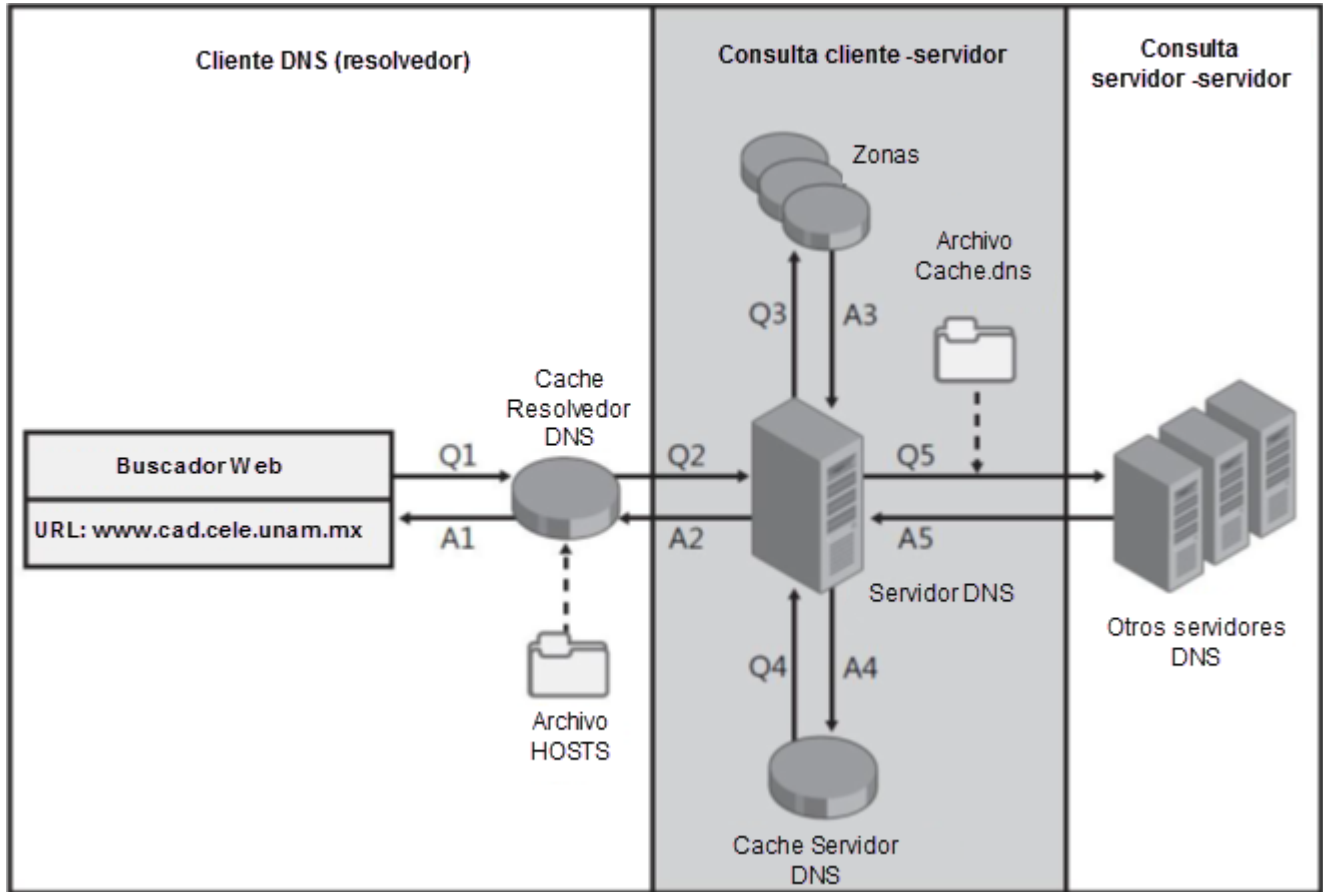 Cliente DNS (resolvedor)
Consulta cliente -servidor
Consulta
servidor -servidor
Zonas
Archivo
Cache.dns
Q3
A3
Cache
Resolvedor
DNS
Buscador Web
URL: www.cad.cele.unam.mx
Q1
A1
Q2
A2
Q5
A5
Servidor DNS
Otros servidores
DNS
Q4
A4
Archivo
HOSTS
Cache Servidor
DNS